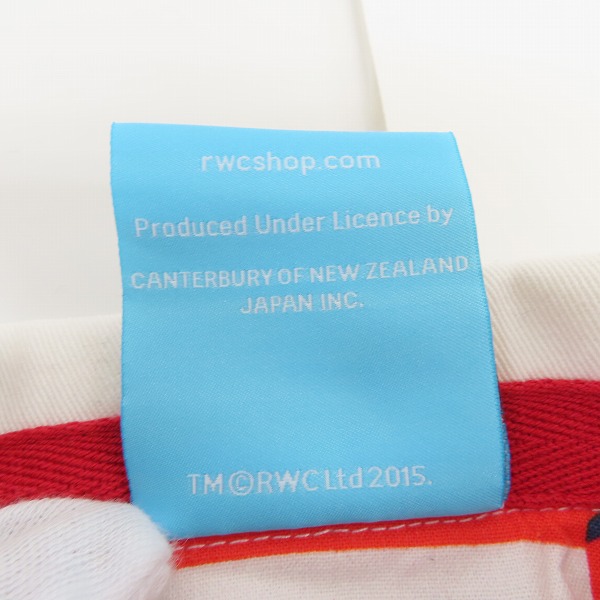 rwcshop.com
Produced Under Licence by
CANTERBURY OF NEW ZEALAND
JAPAN INC.
TM©RWC Ltd 2015.